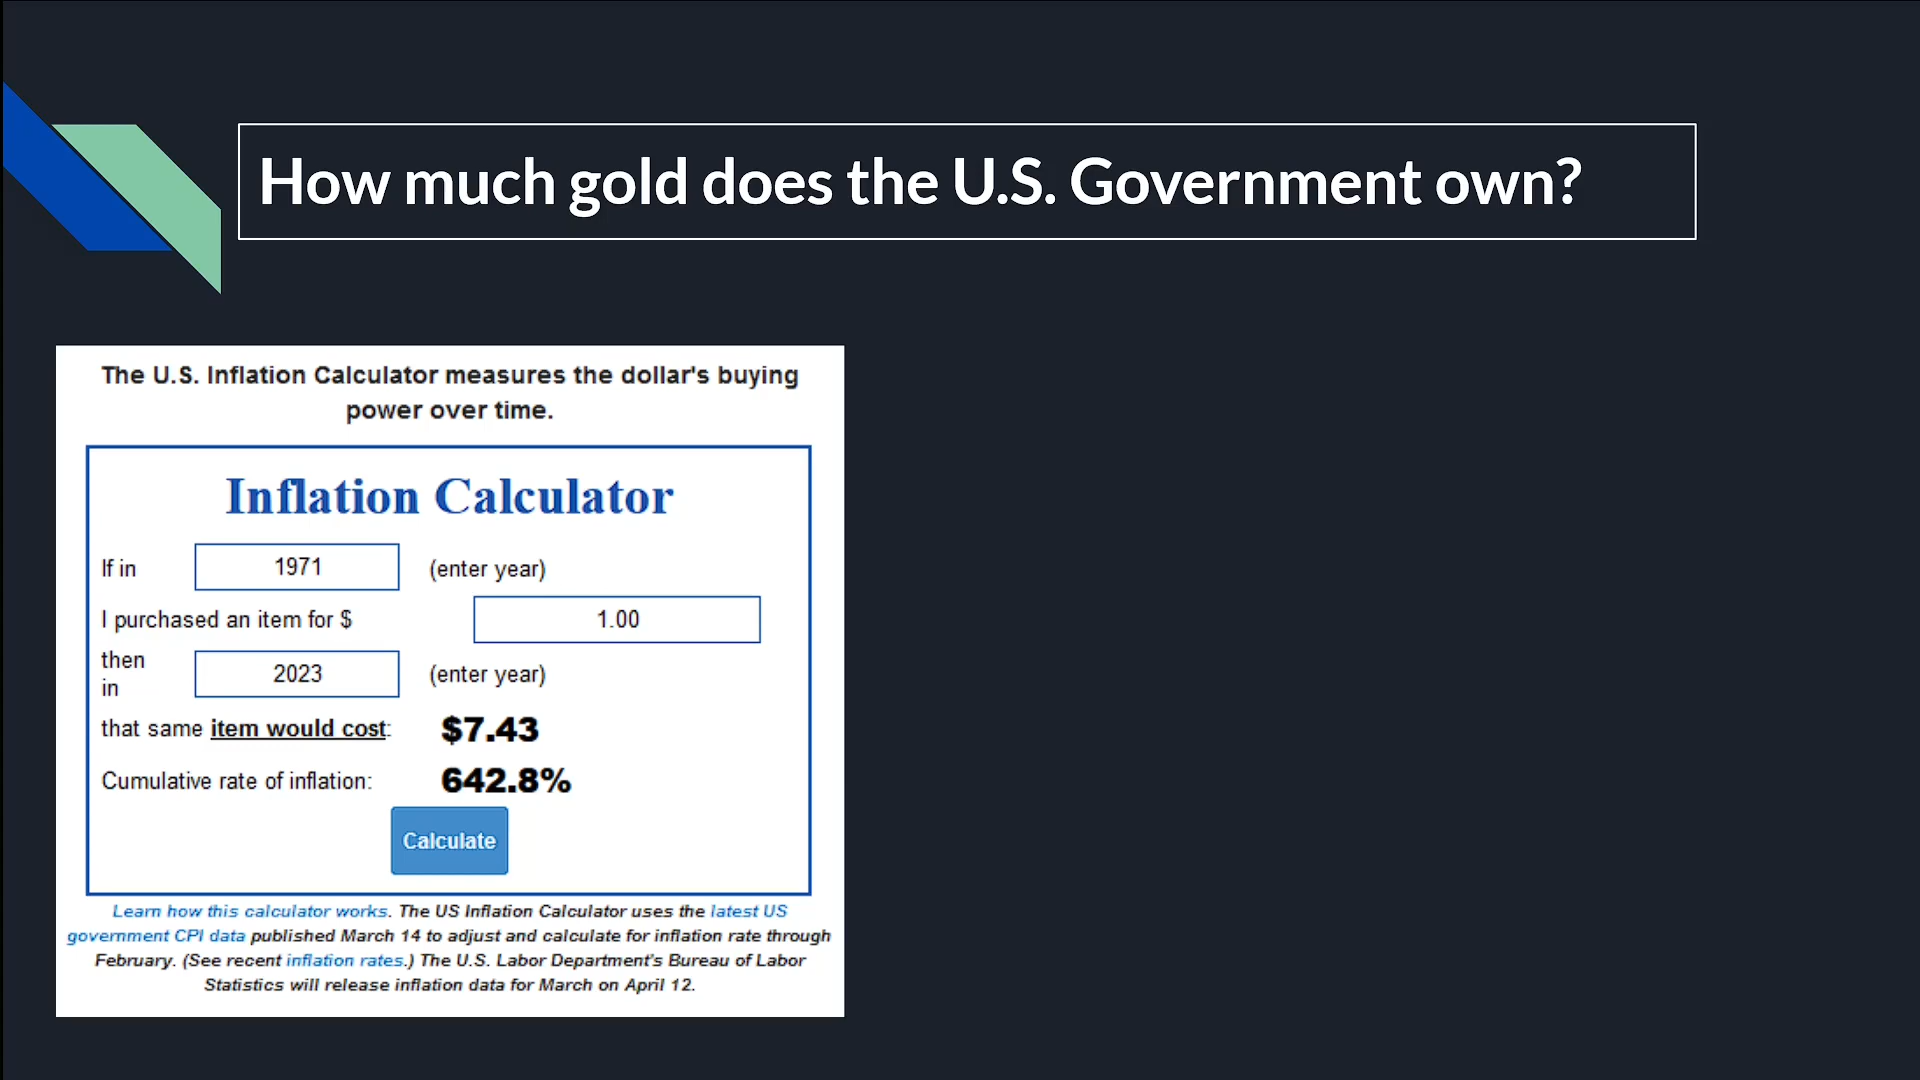 How much gold does the U.S. Government own?
The U.S. Inflation Calculator measures the dollar's buying
power over time.
Inflation Calculator
If in 1971 (enter year)
I purchased an item for $ 1.00
then
in 2023 (enter year)
that same item would cost: $7.43
Cumulative rate of inflation: 642.8%
Calculate
Learn how this calculator works. The US Inflation Calculator uses the latest US
government CPI data published March 14 to adjust and calculate for inflation rate through
February. (See recent inflation rates.) The U.S. Labor Department's Bureau of Labor
Statistics will release inflation data for March on April 12.